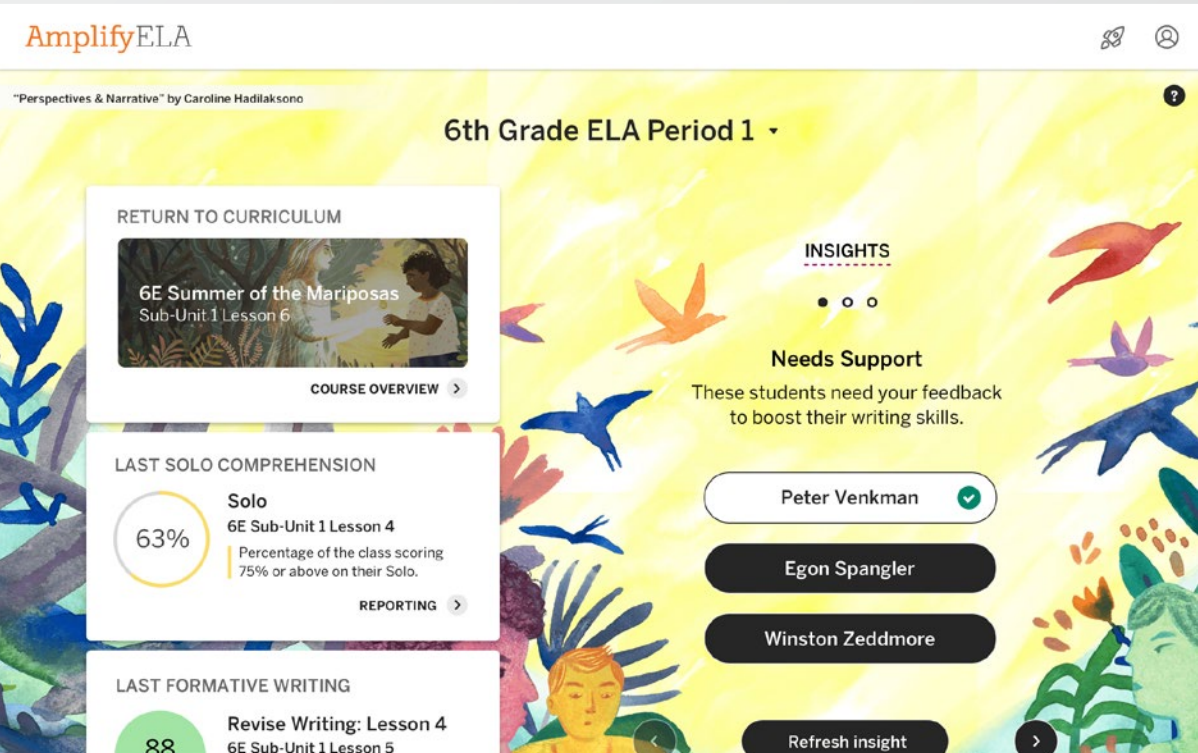 AmplifyELA
"Perspectives & Narrative" by Caroline Hadilaksono
?
6th Grade ELA Period 1
RETURN TO CURRICULUM
6E Summer of the Mariposas
Sub-Unit 1 Lesson 6
COURSE OVERVIEW
LAST SOLO COMPREHENSION
63%
Solo
6E Sub-Unit 1 Lesson 4
Percentage of the class scoring
75% or above on their Solo.
REPORTING
LAST FORMATIVE WRITING
88
Revise Writing: Lesson 4
6E Sub-Unit 1 Lesson 5
INSIGHTS
Needs Support
These students need your feedback
to boost their writing skills.
Peter Venkman
Egon Spangler
Winston Zeddmore
Refresh insight